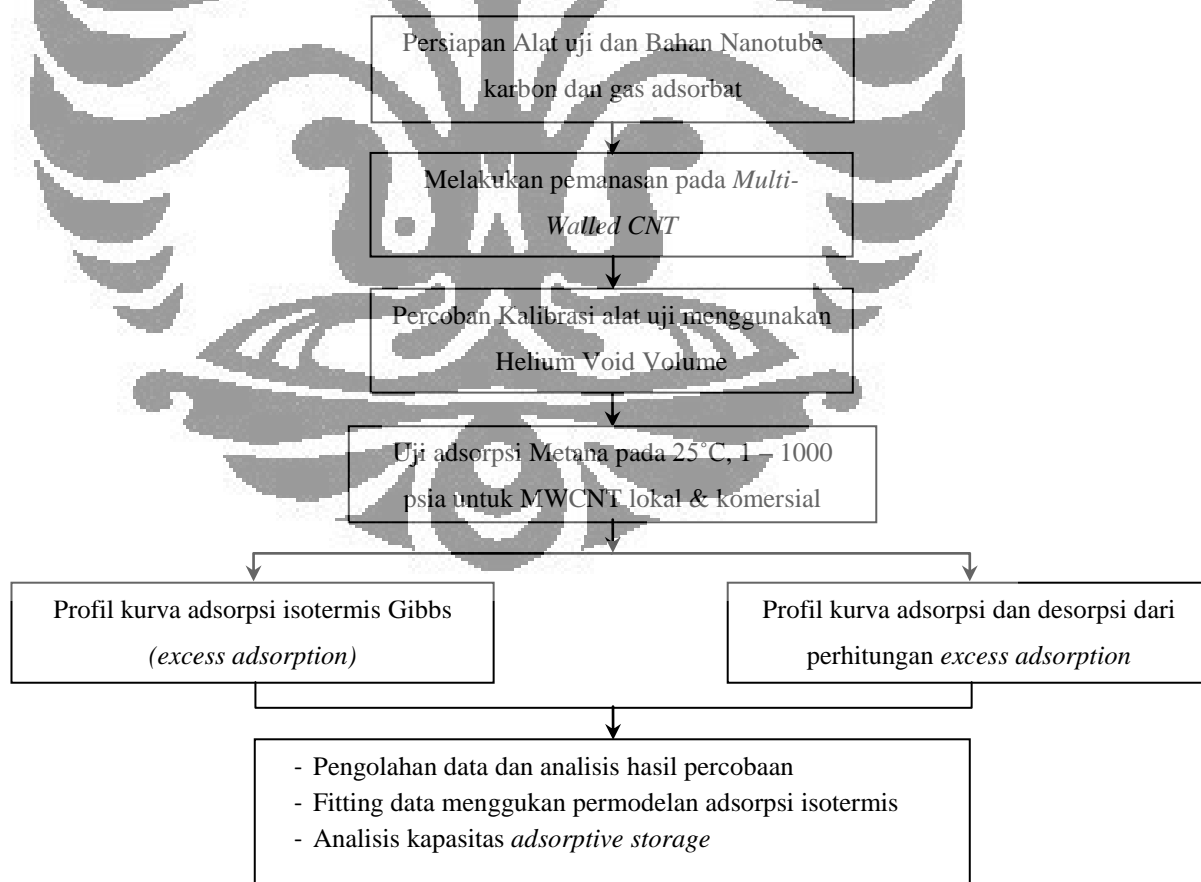 Persiapan Alat uji dan Bahan Nanotube
karbon dan gas adsorbat
Melakukan pemanasan pada Multi-
Walled CNT
Percoban Kalibrasi alat uji menggunakan
Helium Void Volume
Uji adsorpsi Metana pada 25˚C, 1 – 1000
psia untuk MWCNT lokal & komersial
Profil kurva adsorpsi isotermis Gibbs
(excess adsorption)
Profil kurva adsorpsi dan desorpsi dari
perhitungan excess adsorption
- Pengolahan data dan analisis hasil percobaan
- Fitting data menggukan permodelan adsorpsi isotermis
- Analisis kapasitas adsorptive storage